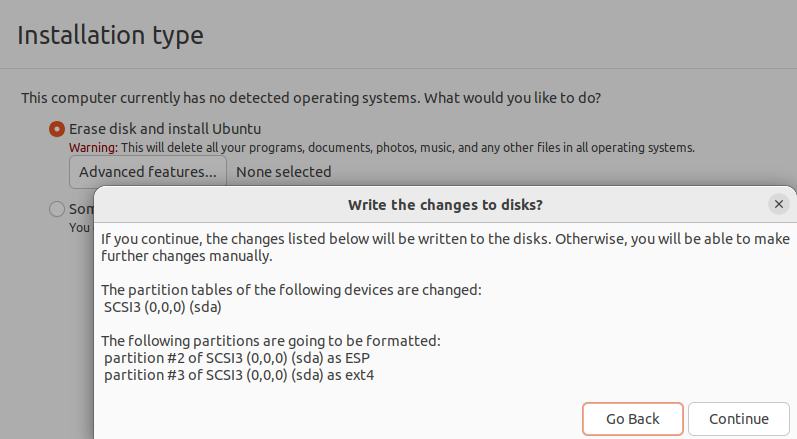 Installation type
This computer currently has no detected operating systems. What would you like to do?
Erase disk and install Ubuntu
Warning: This will delete all your programs, documents, photos, music, and any other files in all operating systems.
Advanced features... None selected
Som
You
Write the changes to disks?
If you continue, the changes listed below will be written to the disks. Otherwise, you will be able to make
further changes manually.
The partition tables of the following devices are changed:
SCSI3 (0,0,0) (sda)
The following partitions are going to be formatted:
partition #2 of SCSI3 (0,0,0) (sda) as ESP
partition #3 of SCSI3 (0,0,0) (sda) as ext4
Go Back Continue